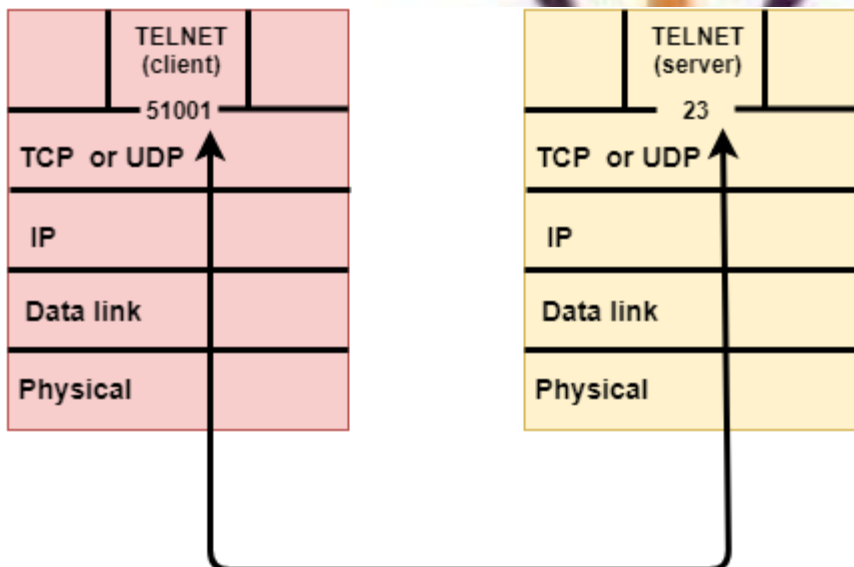 TELNET
(client)
51001
TCP or UDP
IP
Data link
Physical
TELNET
(server)
23
TCP or UDP
IP
Data link
Physical